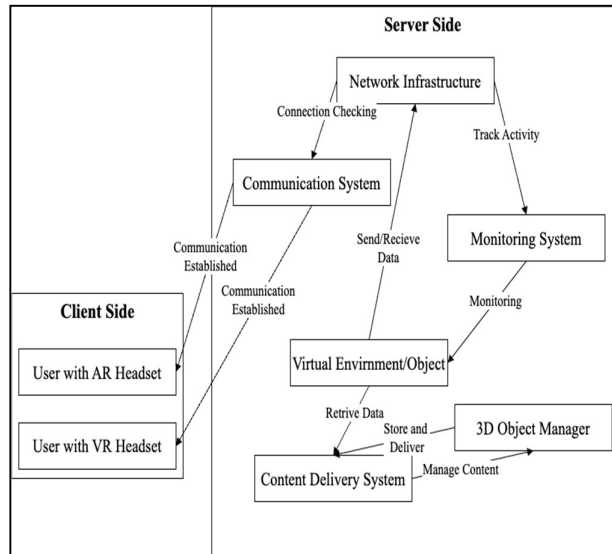 Server Side
Network Infrastructure
Connection Checking
Track Activity
Communication System
Send/Recieve
Data
Monitoring System
Communication
Established
Communication
Established
Monitoring
Client Side
User with AR Headset
Virtual Envirnment/Object
Retrive Data
Store and
Deliver
3D Object Manager
User with VR Headset
Content Delivery System
Manage Content